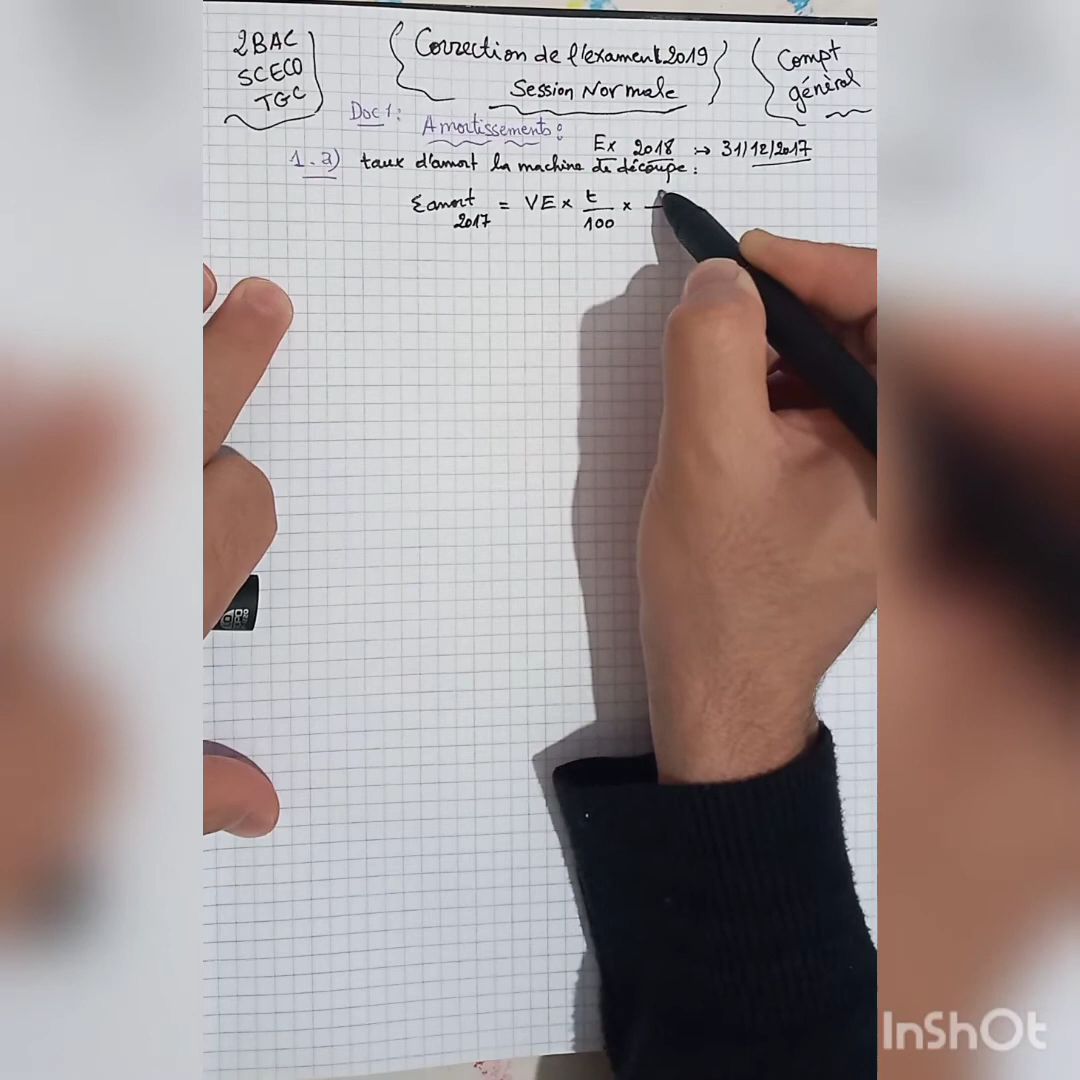 2BAC
SCECO
TGC
Correction de l'examen 2019
Session Normale
Compt
général
Doc 1:
Amortissements:
Ex 2018 → 31/12/2017
1.a) taux d'amort la machine de découpe:
Σamort 2017 = VE × t/100 ×
InShOt